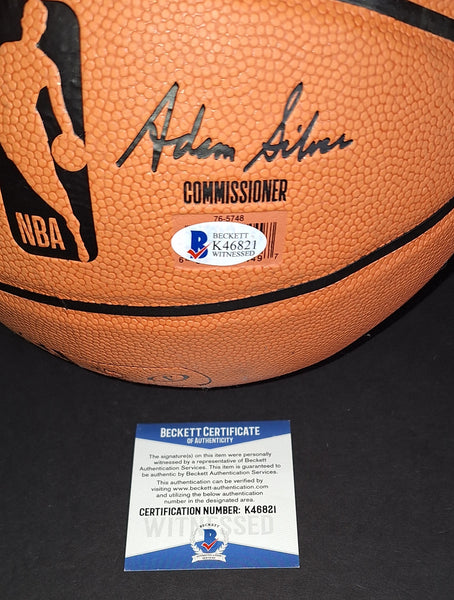 NBA
Adam Silver
COMMISSIONER
76-5748
BECKETT
K46821
WITNESSED
BECKETT CERTIFICATE
OF AUTHENTICITY
The signature(s) on this item were personally
witnessed by a representative of Beckett
Authentication Services. This item is guaranteed to
be authentic by Beckett Authentication Services.
This authentication can be verified by
visiting www.beckett-authentication.com
and utilizing the below authentication
number in the designated area.
CERTIFICATION NUMBER: K46821
WITNESSED
BECKETT